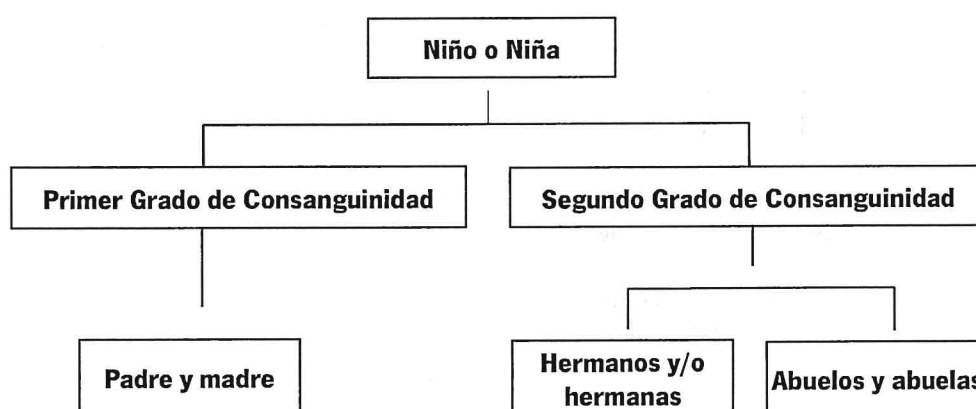 Niño o Niña
Primer Grado de Consanguinidad
Segundo Grado de Consanguinidad
Padre y madre
Hermanos y/o
hermanas
Abuelos y abuelas